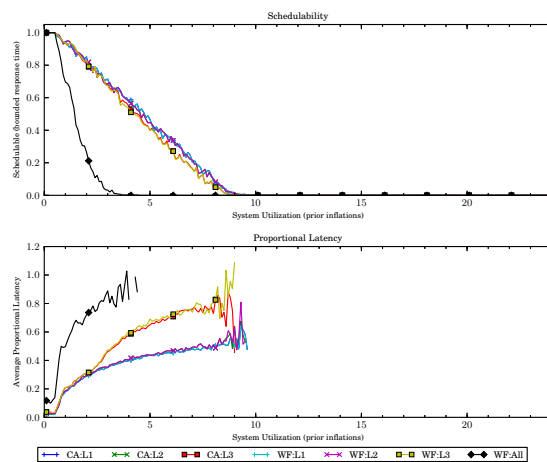 Schedulability
1.0
0.8
0.6
0.4
0.2
0.0
Schedulable (bounded response time)
0 5 10 15 20
System Utilization (prior inflations)
Proportional Latency
1.2
1.0
0.8
0.6
0.4
0.2
0.0
Average Proportional Latency
0 5 10 15 20
System Utilization (prior inflations)
CA:L1 CA:L2 CA:L3 WF:L1 WF:L2 WF:L3 WF:All